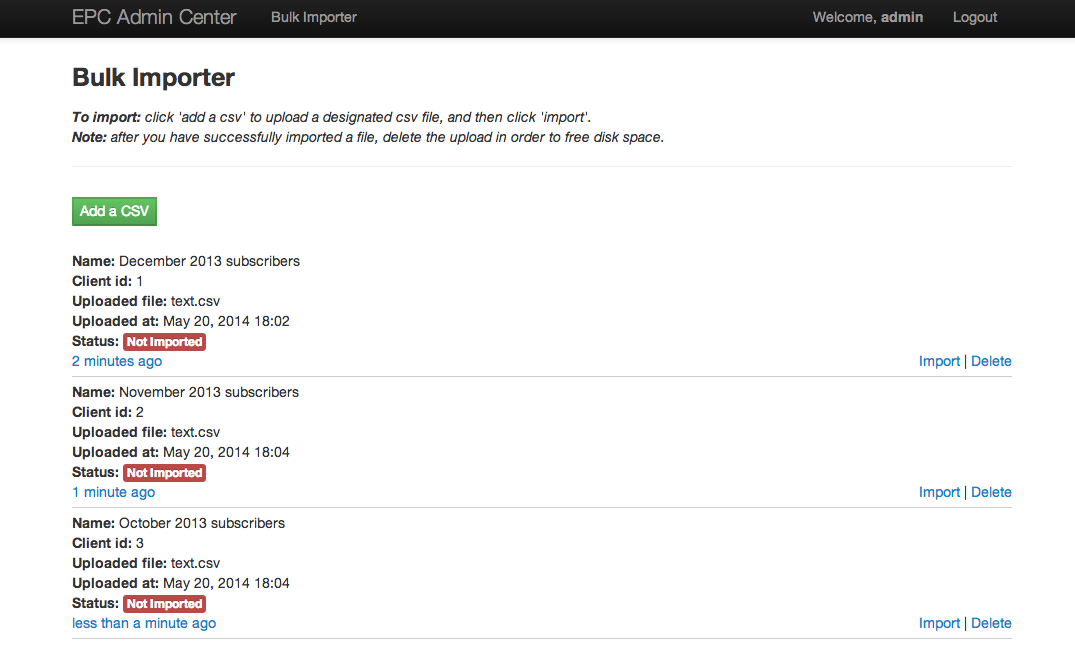 EPC Admin Center Bulk Importer Welcome, admin Logout
Bulk Importer
To import: click 'add a csv' to upload a designated csv file, and then click 'import'.
Note: after you have successfully imported a file, delete the upload in order to free disk space.
Add a CSV
Name: December 2013 subscribers
Client id: 1
Uploaded file: text.csv
Uploaded at: May 20, 2014 18:02
Status: Not Imported
2 minutes ago Import | Delete
Name: November 2013 subscribers
Client id: 2
Uploaded file: text.csv
Uploaded at: May 20, 2014 18:04
Status: Not Imported
1 minute ago Import | Delete
Name: October 2013 subscribers
Client id: 3
Uploaded file: text.csv
Uploaded at: May 20, 2014 18:04
Status: Not Imported
less than a minute ago Import | Delete